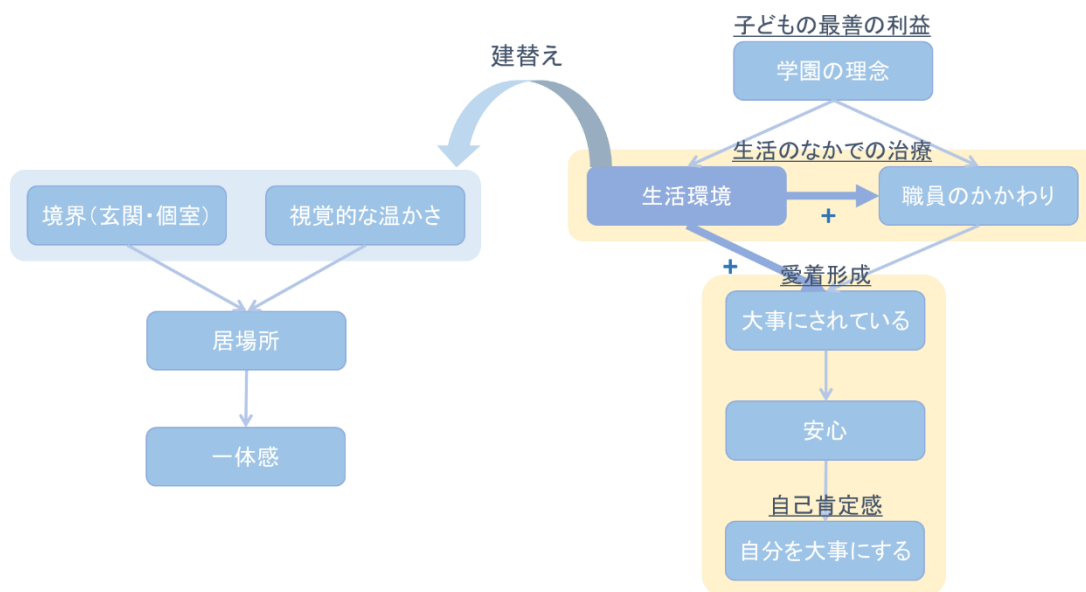 子どもの最善の利益
学園の理念
建替え
生活のなかでの治療
境界（玄関・個室）
視覚的な温かさ
生活環境
+
職員のかかわり
+
愛着形成
大事にされている
居場所
安心
一体感
自己肯定感
自分を大事にする